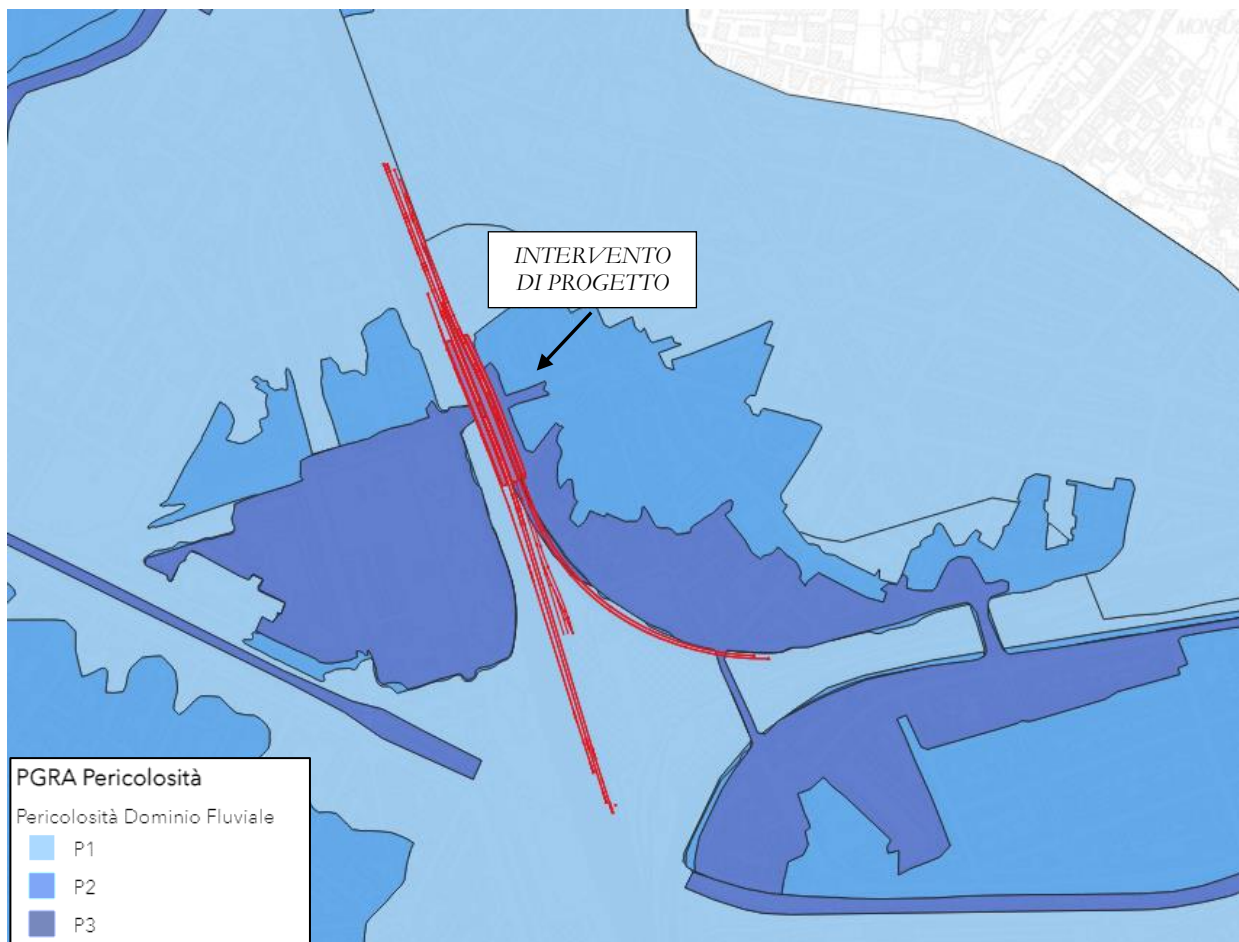 INTERVENTO
DI PROGETTO
PGRA Pericolosità
Pericolosità Dominio Fluviale
P1
P2
P3